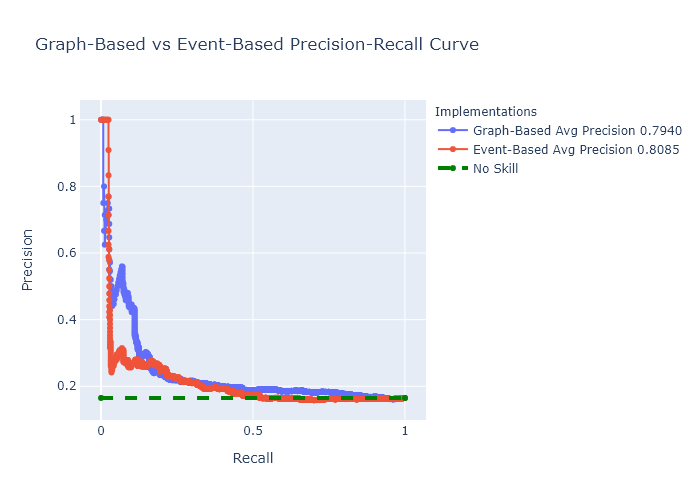 Graph-Based vs Event-Based Precision-Recall Curve
Implementations
Graph-Based Avg Precision 0.7940
Event-Based Avg Precision 0.8085
No Skill
Precision
1
0.8
0.6
0.4
0.2
0
0.5
1
Recall